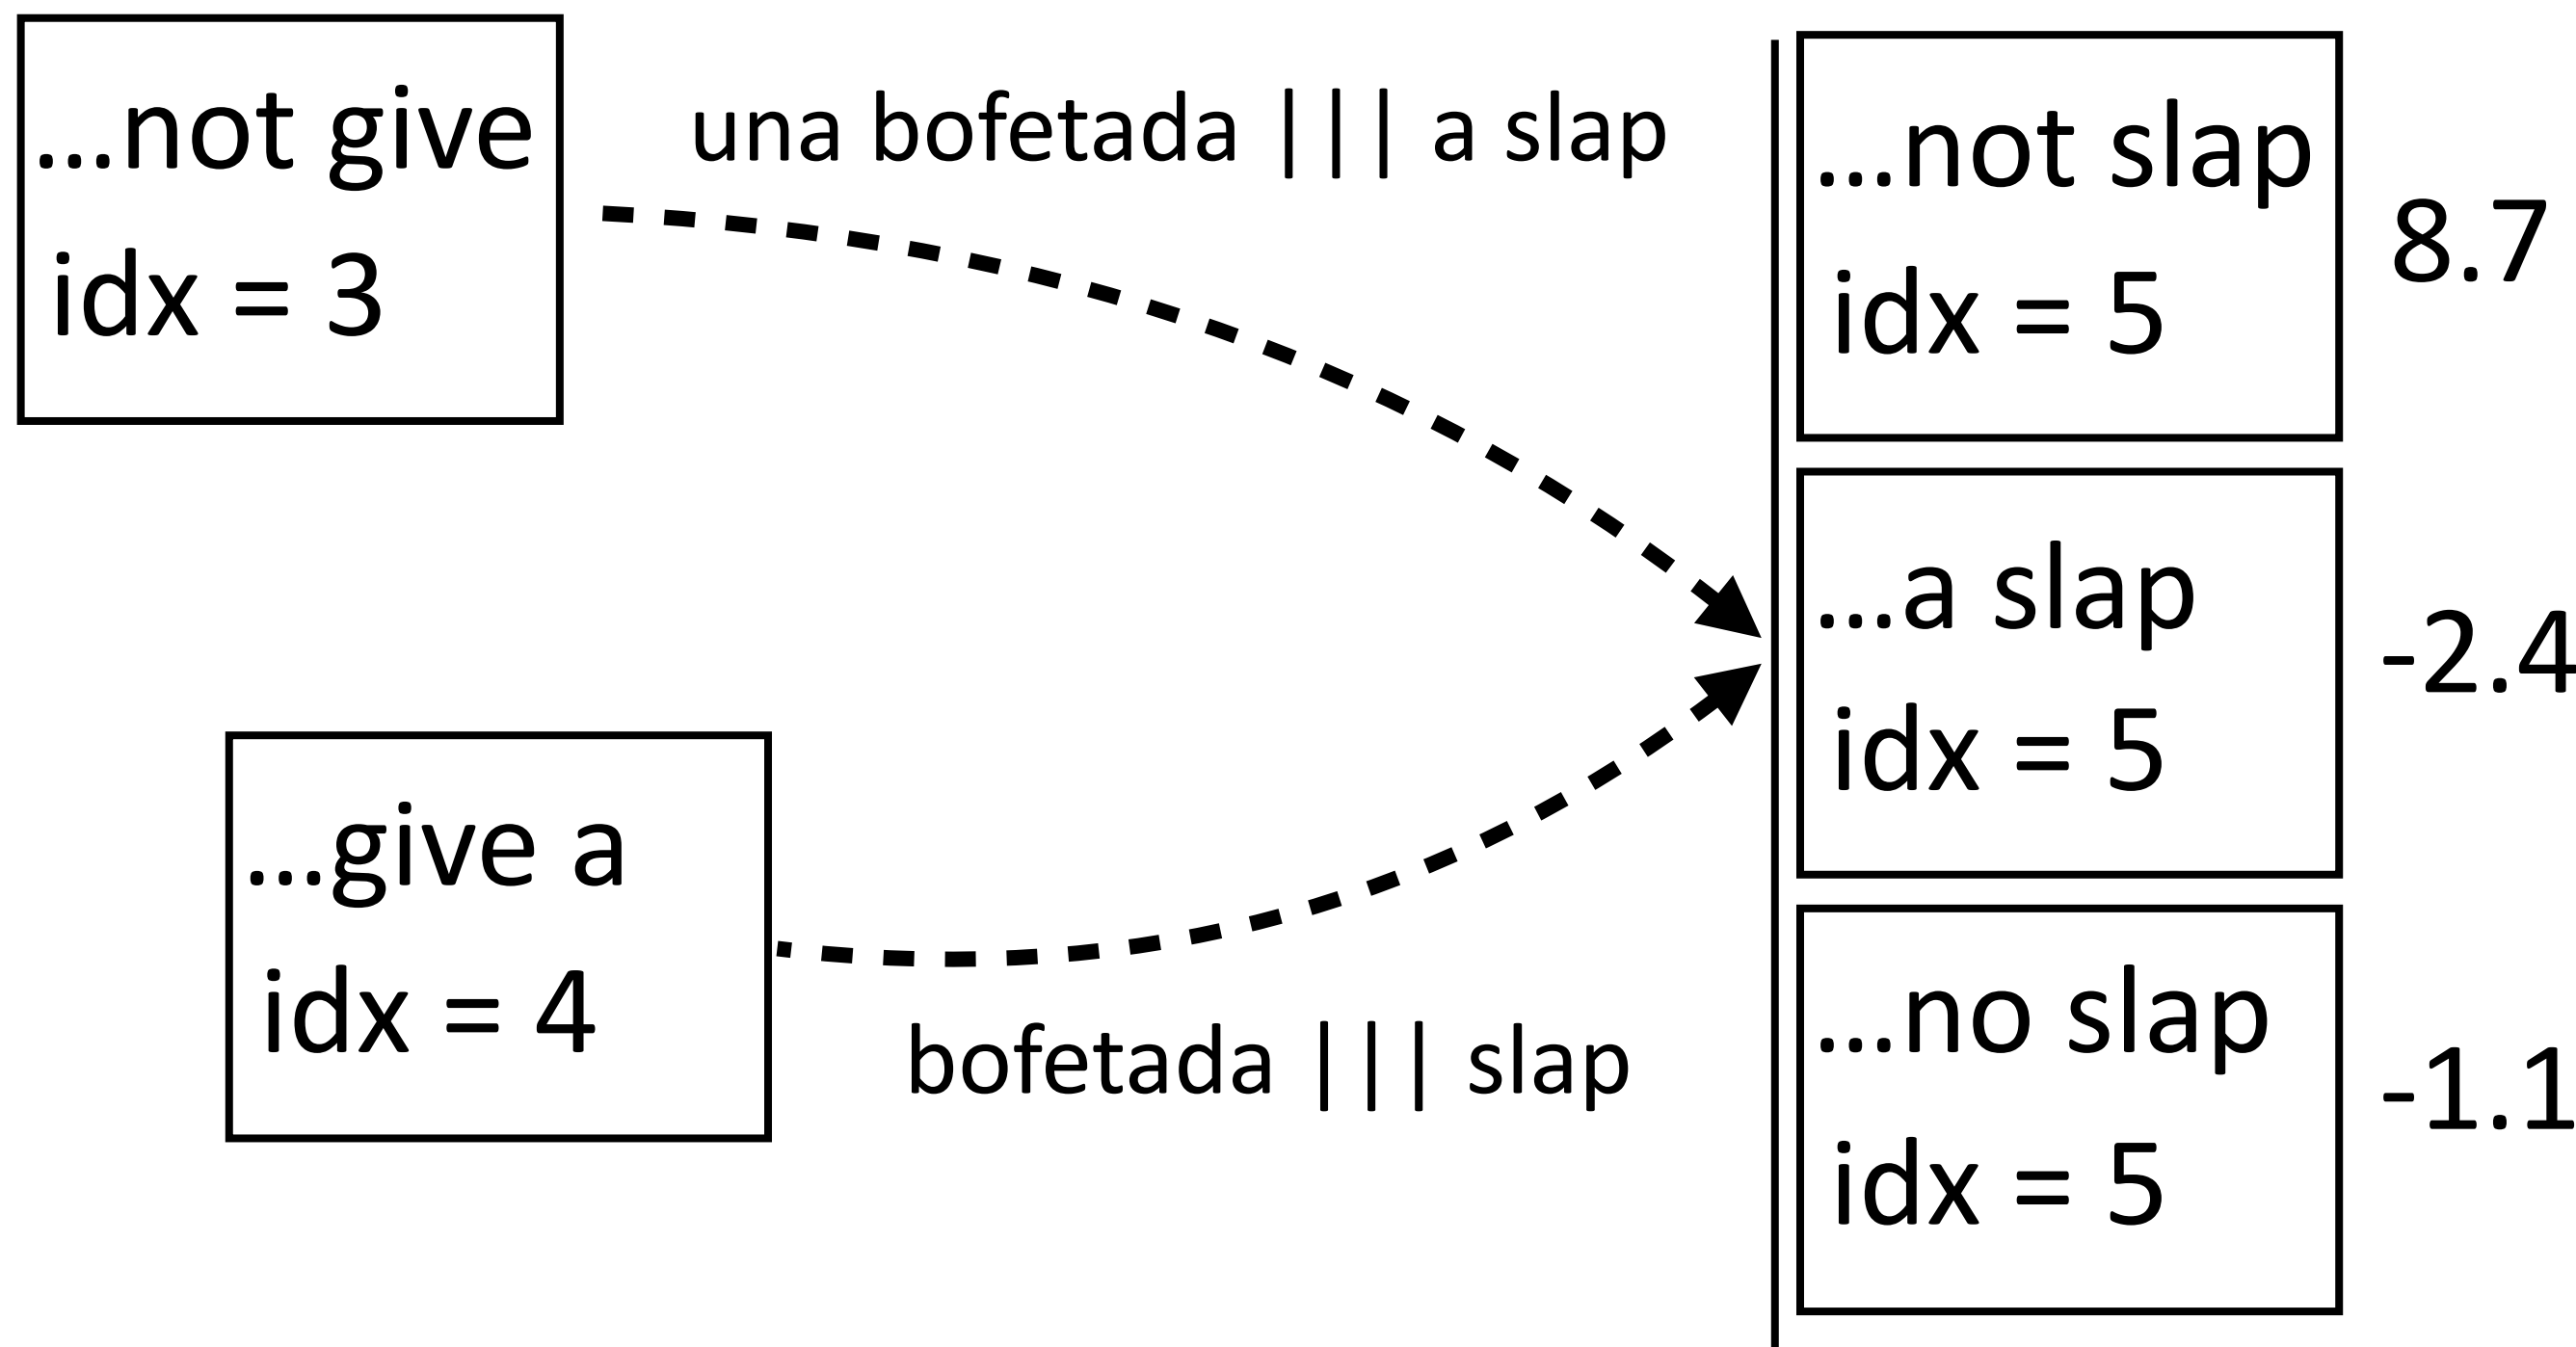 ...not give
idx = 3
una bofetada ||| a slap
...give a
idx = 4
bofetada ||| slap
...not slap
idx = 5
8.7
...a slap
idx = 5
-2.4
...no slap
idx = 5
-1.1